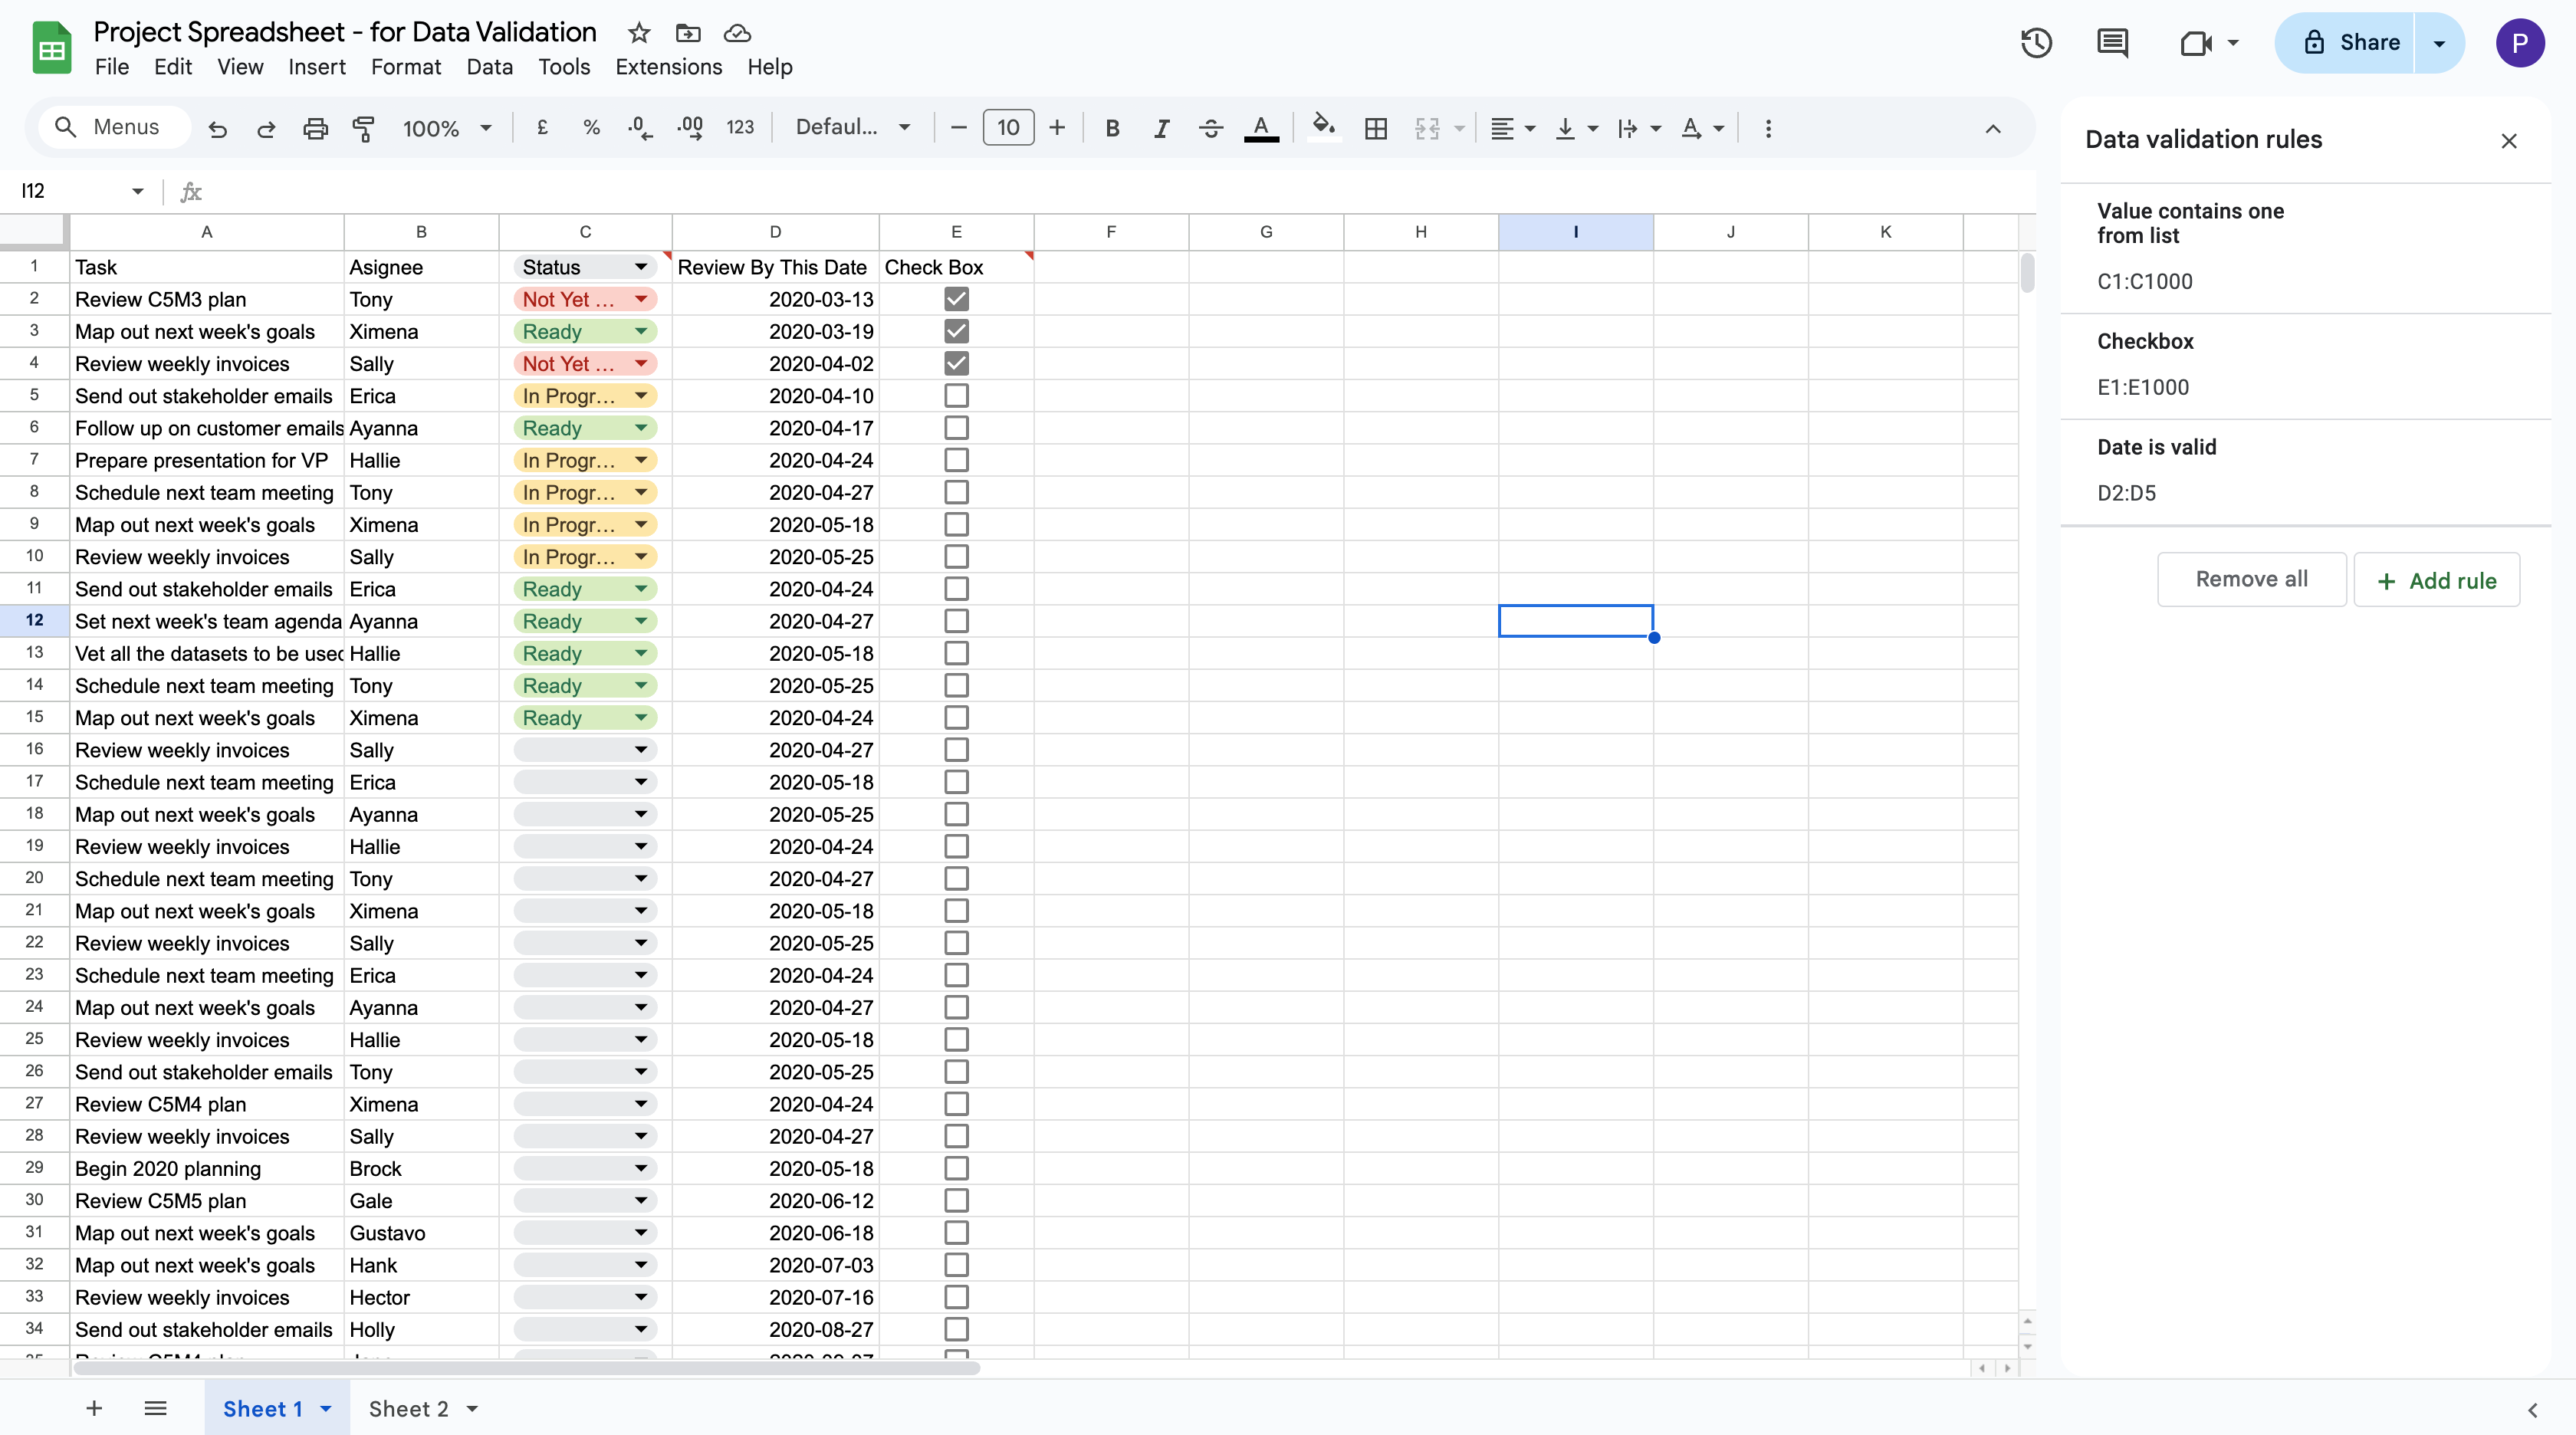 Project Spreadsheet - for Data Validation
File Edit View Insert Format Data Tools Extensions Help
Share P
Menus 100% £ % .0 .00 123 Defaul... 10 B I S A A
I12 fx
A B C D E F G H I J K
1 Task Asignee Status Review By This Date Check Box
2 Review C5M3 plan Tony Not Yet ... 2020-03-13
3 Map out next week's goals Ximena Ready 2020-03-19
4 Review weekly invoices Sally Not Yet ... 2020-04-02
5 Send out stakeholder emails Erica In Progr... 2020-04-10
6 Follow up on customer emails Ayanna Ready 2020-04-17
7 Prepare presentation for VP Hallie In Progr... 2020-04-24
8 Schedule next team meeting Tony In Progr... 2020-04-27
9 Map out next week's goals Ximena In Progr... 2020-05-18
10 Review weekly invoices Sally In Progr... 2020-05-25
11 Send out stakeholder emails Erica Ready 2020-04-24
12 Set next week's team agenda Ayanna Ready 2020-04-27
13 Vet all the datasets to be used Hallie Ready 2020-05-18
14 Schedule next team meeting Tony Ready 2020-05-25
15 Map out next week's goals Ximena Ready 2020-04-24
16 Review weekly invoices Sally 2020-04-27
17 Schedule next team meeting Erica 2020-05-18
18 Map out next week's goals Ayanna 2020-05-25
19 Review weekly invoices Hallie 2020-04-24
20 Schedule next team meeting Tony 2020-04-27
21 Map out next week's goals Ximena 2020-05-18
22 Review weekly invoices Sally 2020-05-25
23 Schedule next team meeting Erica 2020-04-24
24 Map out next week's goals Ayanna 2020-04-27
25 Review weekly invoices Hallie 2020-05-18
26 Send out stakeholder emails Tony 2020-05-25
27 Review C5M4 plan Ximena 2020-04-24
28 Review weekly invoices Sally 2020-04-27
29 Begin 2020 planning Brock 2020-05-18
30 Review C5M5 plan Gale 2020-06-12
31 Map out next week's goals Gustavo 2020-06-18
32 Map out next week's goals Hank 2020-07-03
33 Review weekly invoices Hector 2020-07-16
34 Send out stakeholder emails Holly 2020-08-27
Sheet 1 Sheet 2
Data validation rules
Value contains one
from list
C1:C1000
Checkbox
E1:E1000
Date is valid
D2:D5
Remove all + Add rule